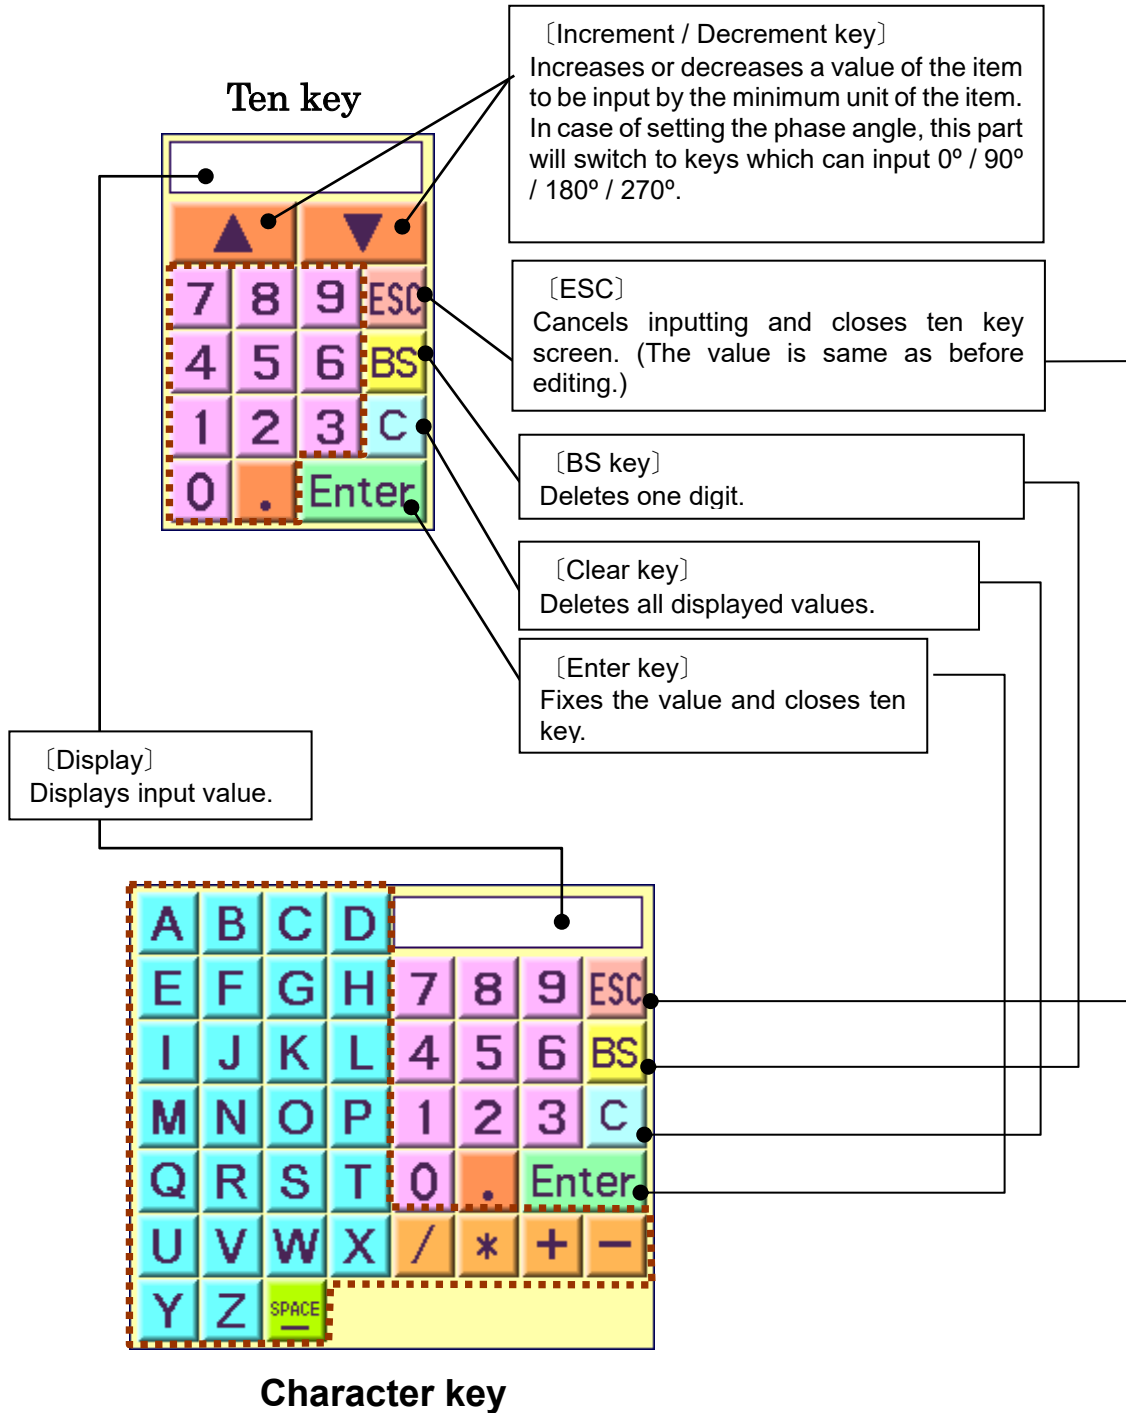 〔Increment / Decrement key〕
Increases or decreases a value of the item
to be input by the minimum unit of the item.
In case of setting the phase angle, this part
will switch to keys which can input 0º / 90º
/ 180º / 270º.
Ten key
▲ ▼
7 8 9 ESC
4 5 6 BS
1 2 3 C
0 . Enter
〔ESC〕
Cancels inputting and closes ten key
screen. (The value is same as before
editing.)
〔BS key〕
Deletes one digit.
〔Clear key〕
Deletes all displayed values.
〔Enter key〕
Fixes the value and closes ten
key.
〔Display〕
Displays input value.
A B C D
E F G H 7 8 9 ESC
I J K L 4 5 6 BS
M N O P 1 2 3 C
Q R S T 0 . Enter
U V W X / * + −
Y Z SPACE
Character key